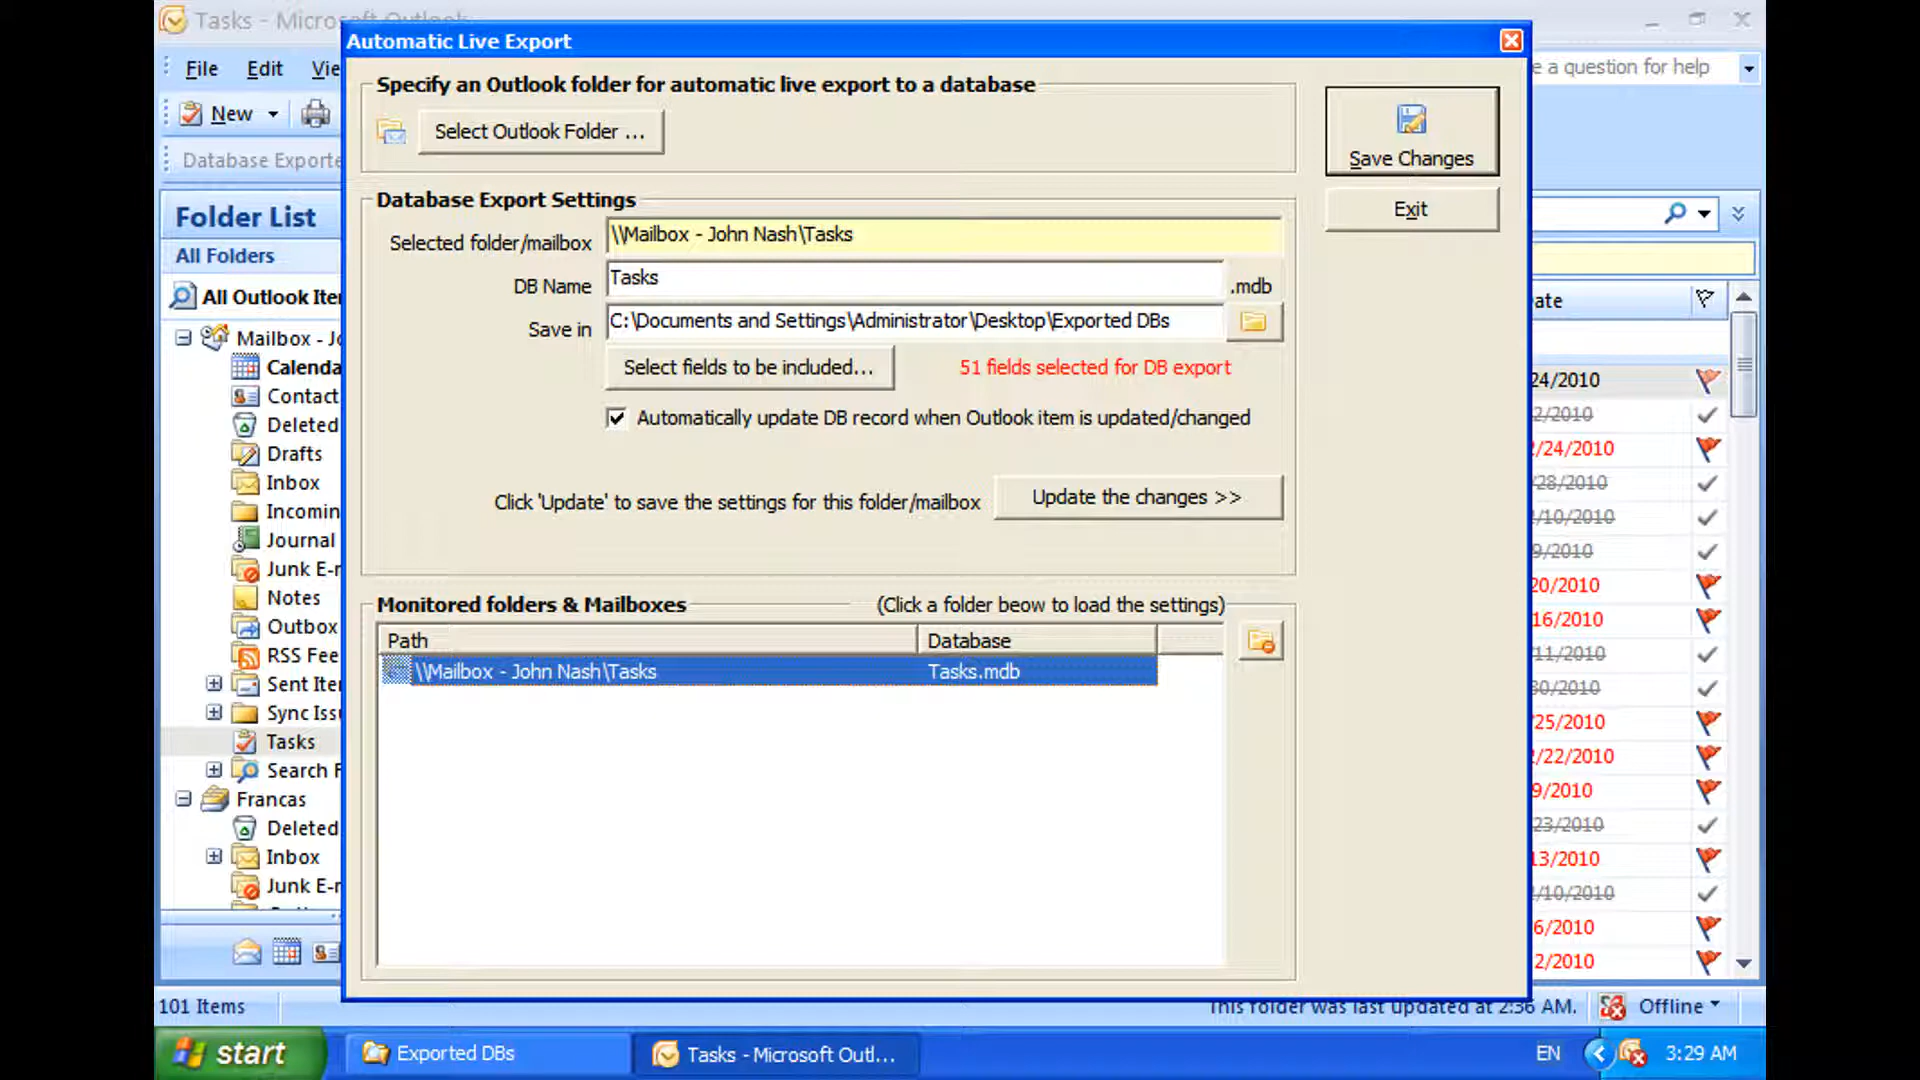 Tasks - Microsoft Outlook
Automatic Live Export
File Edit Vie
e a question for help
New
Database Exporte
Specify an Outlook folder for automatic live export to a database
Select Outlook Folder ...
Save Changes
Exit
Database Export Settings
Selected folder/mailbox \\Mailbox - John Nash\Tasks
DB Name Tasks .mdb
Save in C:\Documents and Settings\Administrator\Desktop\Exported DBs
Select fields to be included... 51 fields selected for DB export
Automatically update DB record when Outlook item is updated/changed
Click 'Update' to save the settings for this folder/mailbox Update the changes >>
Monitored folders & Mailboxes (Click a folder beow to load the settings)
Path Database
\\Mailbox - John Nash\Tasks Tasks.mdb
Folder List
All Folders
All Outlook Ite
Mailbox - Jo
Calenda
Contact
Deleted
Drafts
Inbox
Incomin
Journal
Junk E-r
Notes
Outbox
RSS Fee
Sent Iter
Sync Iss
Tasks
Search F
Francas
Deleted
Inbox
Junk E-r
ate
24/2010
2/2010
2/24/2010
/28/2010
/10/2010
9/2010
20/2010
16/2010
11/2010
30/2010
25/2010
2/22/2010
9/2010
23/2010
13/2010
/10/2010
6/2010
2/2010
101 Items
This folder was last updated at 2:36 AM.
Offline
start
Exported DBs
Tasks - Microsoft Outl...
EN
3:29 AM